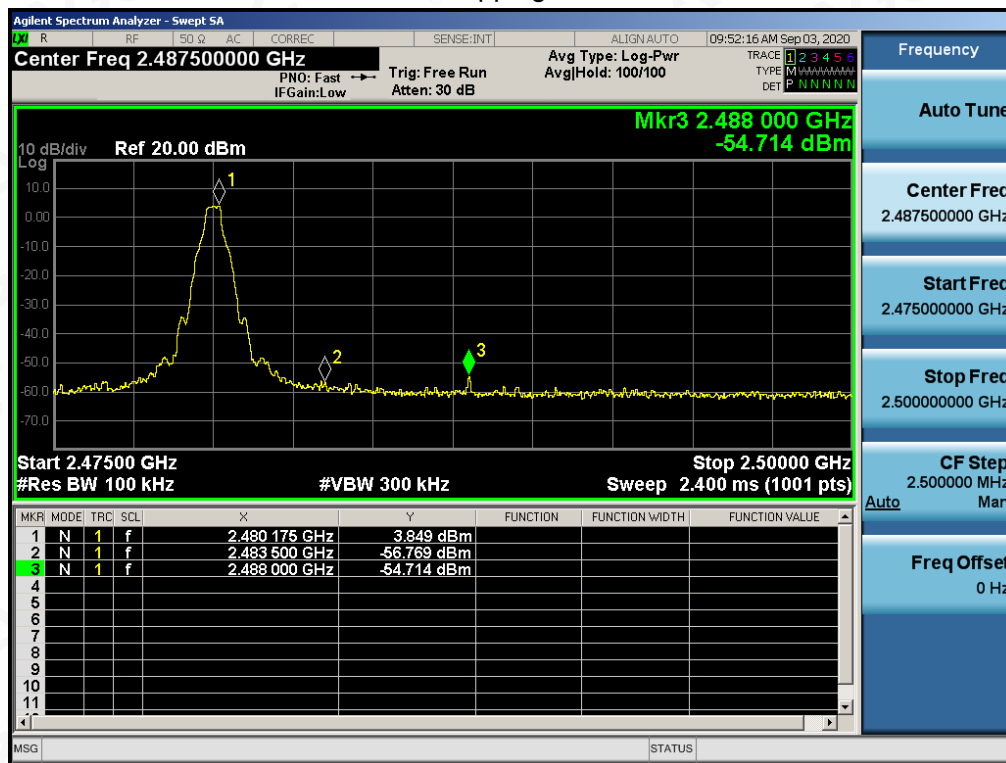 Agilent Spectrum Analyzer - Swept SA
LXI R RF 50 Ω AC CORREC SENSE:INT ALIGN AUTO 09:52:16 AM Sep 03, 2020
Center Freq 2.487500000 GHz
PNO: Fast
IFGain:Low
Trig: Free Run
Atten: 30 dB
Avg Type: Log-Pwr
Avg|Hold: 100/100
TRACE 1 2 3 4 5 6
TYPE M WWWWW
DET P N N N N N
Mkr3 2.488 000 GHz
-54.714 dBm
10 dB/div
Log
Ref 20.00 dBm
10.0
0.00
-10.0
-20.0
-30.0
-40.0
-50.0
-60.0
-70.0
1
2
3
Start 2.47500 GHz Stop 2.50000 GHz
#Res BW 100 kHz #VBW 300 kHz Sweep 2.400 ms (1001 pts)
MKR MODE TRC SCL X Y FUNCTION FUNCTION WIDTH FUNCTION VALUE
1 N 1 f 2.480 175 GHz 3.849 dBm
2 N 1 f 2.483 500 GHz -56.769 dBm
3 N 1 f 2.488 000 GHz -54.714 dBm
4
5
6
7
8
9
10
11
MSG STATUS
Frequency
Auto Tune
Center Freq
2.487500000 GHz
Start Freq
2.475000000 GHz
Stop Freq
2.500000000 GHz
CF Step
2.500000 MHz
Auto Man
Freq Offset
0 Hz